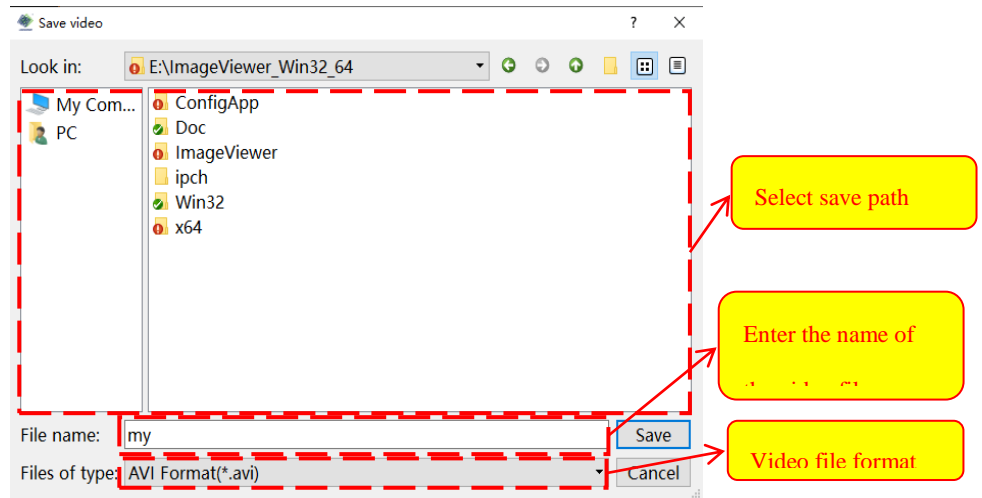 Save video
? ×
Look in: E:\ImageViewer_Win32_64
My Com...
PC
ConfigApp
Doc
ImageViewer
ipch
Win32
x64
Select save path
Enter the name of
File name: my Save
Files of type: AVI Format(*.avi) Cancel
Video file format